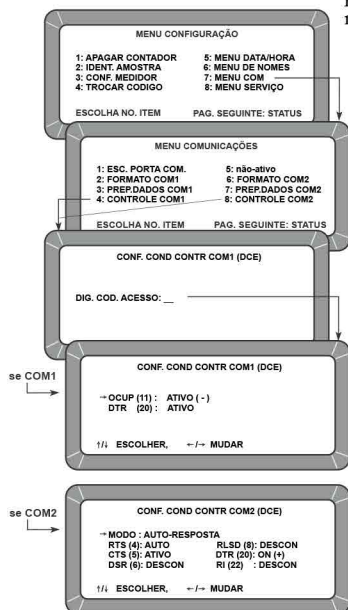 MENU CONFIGURAÇÃO
1: APAGAR CONTADOR 5: MENU DATA/HORA
2: IDENT. AMOSTRA 6: MENU DE NOMES
3: CONF. MEDIDOR 7: MENU COM
4: TROCAR CODIGO 8: MENU SERVIÇO
ESCOLHA NO. ITEM PAG. SEGUINTE: STATUS
MENU COMUNICAÇÕES
1: ESC. PORTA COM. 5: não-ativo
2: FORMATO COM1 6: FORMATO COM2
3: PREP.DADOS COM1 7: PREP.DADOS COM2
4: CONTROLE COM1 8: CONTROLE COM2
ESCOLHA NO. ITEM PAG. SEGUINTE: STATUS
CONF. COND CONTR COM1 (DCE)
DIG. COD. ACESSO: __
se COM1
CONF. COND CONTR COM1 (DCE)
→OCUP (11) : ATIVO ( - )
DTR (20) : ATIVO
↑/↓ ESCOLHER, ←/→ MUDAR
se COM2
CONF. COND CONTR COM2 (DCE)
→MODO : AUTO-RESPOSTA
RTS (4): AUTO RLSD (8): DESCON
CTS (5): ATIVO DTR (20): ON (+)
DSR (6): DESCON RI (22) : DESCON
↑/↓ ESCOLHER, ←/→ MUDAR